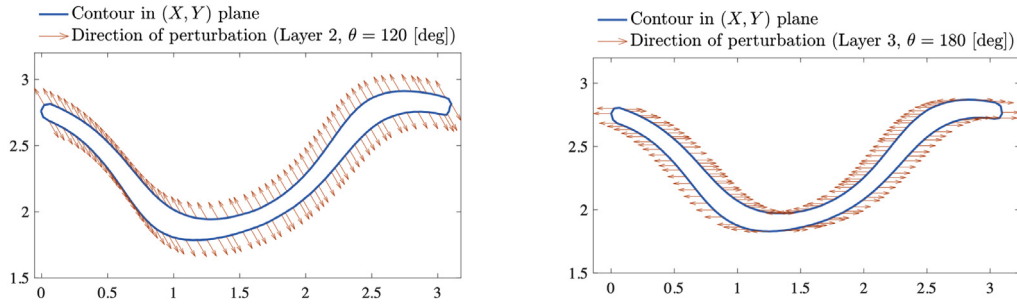 Contour in (X, Y) plane
Direction of perturbation (Layer 2, θ = 120 [deg])
3
2.5
2
1.5
0 0.5 1 1.5 2 2.5 3
Contour in (X, Y) plane
Direction of perturbation (Layer 3, θ = 180 [deg])
3
2.5
2
1.5
0 0.5 1 1.5 2 2.5 3